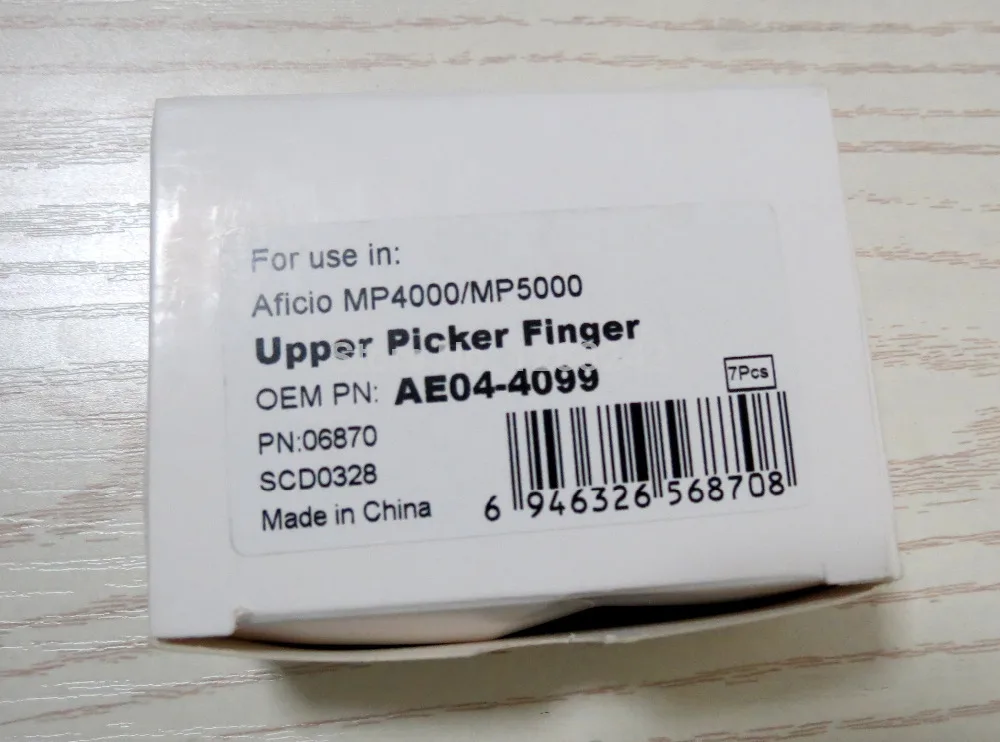 For use in:
Aficio MP4000/MP5000
Upper Picker Finger
OEM PN: AE04-4099
7Pcs
PN:06870
SCD0328
Made in China
6 946326 568708